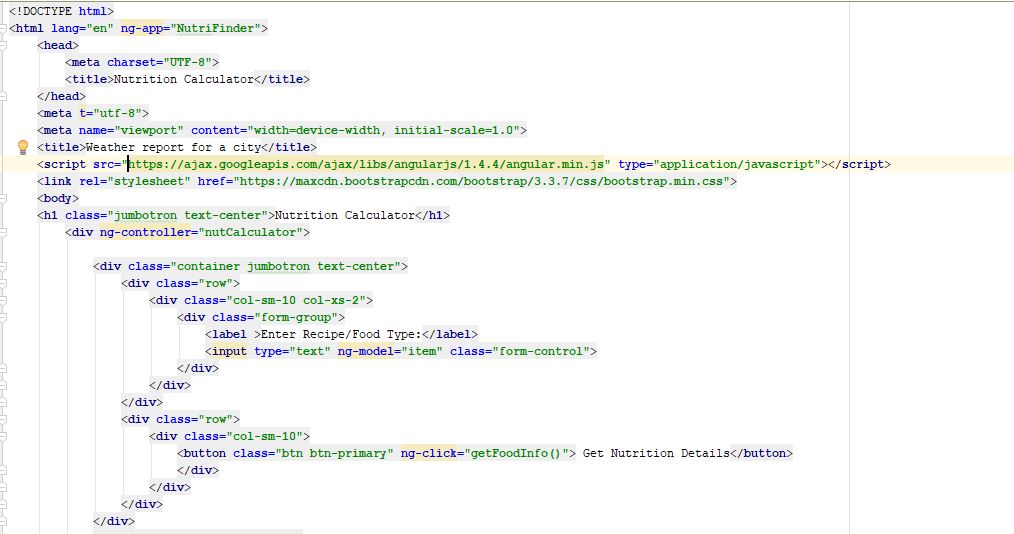 <!DOCTYPE html>
<html lang="en" ng-app="NutriFinder">
<head>
<meta charset="UTF-8">
<title>Nutrition Calculator</title>
</head>
<meta t="utf-8">
<meta name="viewport" content="width=device-width, initial-scale=1.0">
<title>Weather report for a city</title>
<script src="https://ajax.googleapis.com/ajax/libs/angularjs/1.4.4/angular.min.js" type="application/javascript"></script>
<link rel="stylesheet" href="https://maxcdn.bootstrapcdn.com/bootstrap/3.3.7/css/bootstrap.min.css">
<body>
<h1 class="jumbotron text-center">Nutrition Calculator</h1>
<div ng-controller="nutCalculator">
<div class="container jumbotron text-center">
<div class="row">
<div class="col-sm-10 col-xs-2">
<div class="form-group">
<label >Enter Recipe/Food Type:</label>
<input type="text" ng-model="item" class="form-control">
</div>
</div>
</div>
<div class="row">
<div class="col-sm-10">
<button class="btn btn-primary" ng-click="getFoodInfo()"> Get Nutrition Details</button>
</div>
</div>
</div>
</div>